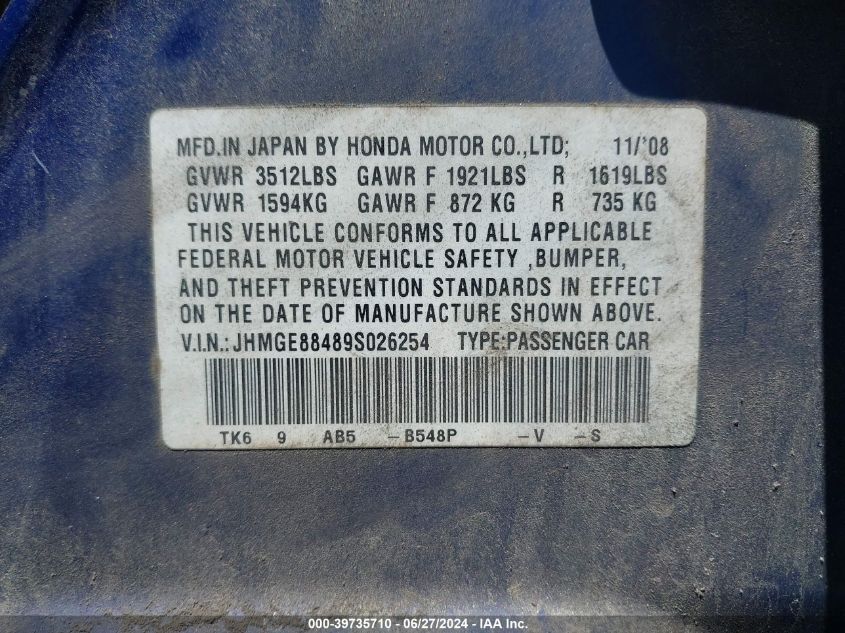 MFD.IN JAPAN BY HONDA MOTOR CO.,LTD; 11/'08
GVWR 3512LBS GAWR F 1921LBS R 1619LBS
GVWR 1594KG GAWR F 872 KG R 735 KG
THIS VEHICLE CONFORMS TO ALL APPLICABLE
FEDERAL MOTOR VEHICLE SAFETY ,BUMPER,
AND THEFT PREVENTION STANDARDS IN EFFECT
ON THE DATE OF MANUFACTURE SHOWN ABOVE.
V.I.N.:JHMGE88489S026254 TYPE:PASSENGER CAR
TK6 9 AB5 -B548P -V -S
000-39735710 - 06/27/2024 - IAA Inc.